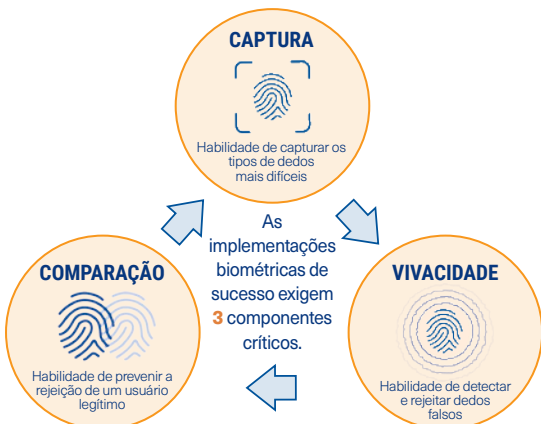 CAPTURA
Habilidade de capturar os
tipos de dedos
mais difíceis
As
implementações
biométricas de
sucesso exigem
3 componentes
críticos.
COMPARAÇÃO
Habilidade de prevenir a
rejeição de um usuário
legítimo
VIVACIDADE
Habilidade de detectar
e rejeitar dedos
falsos